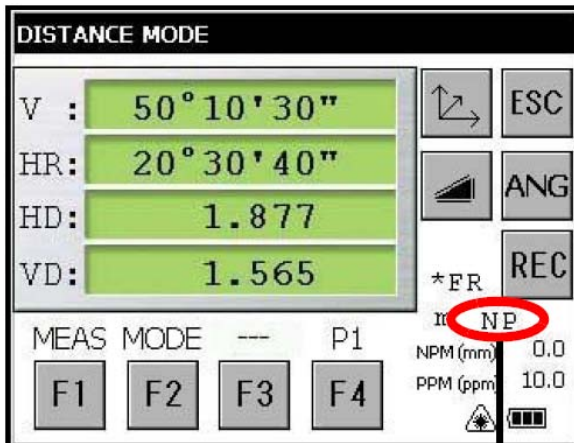 DISTANCE MODE
V : 50°10'30"
HR: 20°30'40"
HD: 1.877
VD: 1.565
ESC
ANG
REC
*FR
m NP
NPM (mm) 0.0
PPM (ppm) 10.0
MEAS MODE --- P1
F1 F2 F3 F4